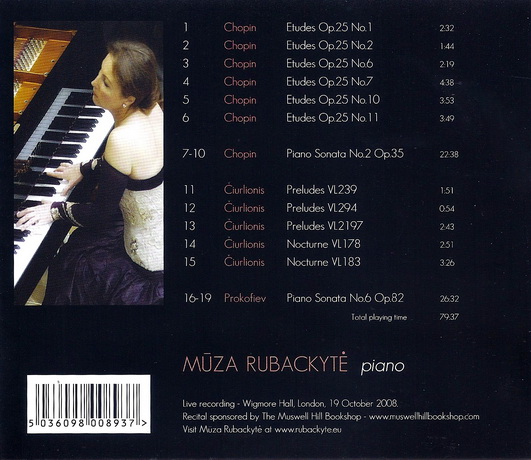 1 Chopin Etudes Op.25 No.1 2:32
2 Chopin Etudes Op.25 No.2 1:44
3 Chopin Etudes Op.25 No.6 2:19
4 Chopin Etudes Op.25 No.7 4:38
5 Chopin Etudes Op.25 No.10 3:53
6 Chopin Etudes Op.25 No.11 3:49
7-10 Chopin Piano Sonata No.2 Op.35 22:38
11 Čiurlionis Preludes VL239 1:51
12 Čiurlionis Preludes VL294 0:54
13 Čiurlionis Preludes VL2197 2:43
14 Čiurlionis Nocturne VL178 2:51
15 Čiurlionis Nocturne VL183 3:26
16-19 Prokofiev Piano Sonata No.6 Op.82 26:32
Total playing time 79:37
MŪZA RUBACKYTĖ piano
Live recording - Wigmore Hall, London, 19 October 2008.
Recital sponsored by The Muswell Hill Bookshop - www.muswellhillbookshop.com
Visit Mūza Rubackytė at www.rubackyte.eu
5 036098 008937 >